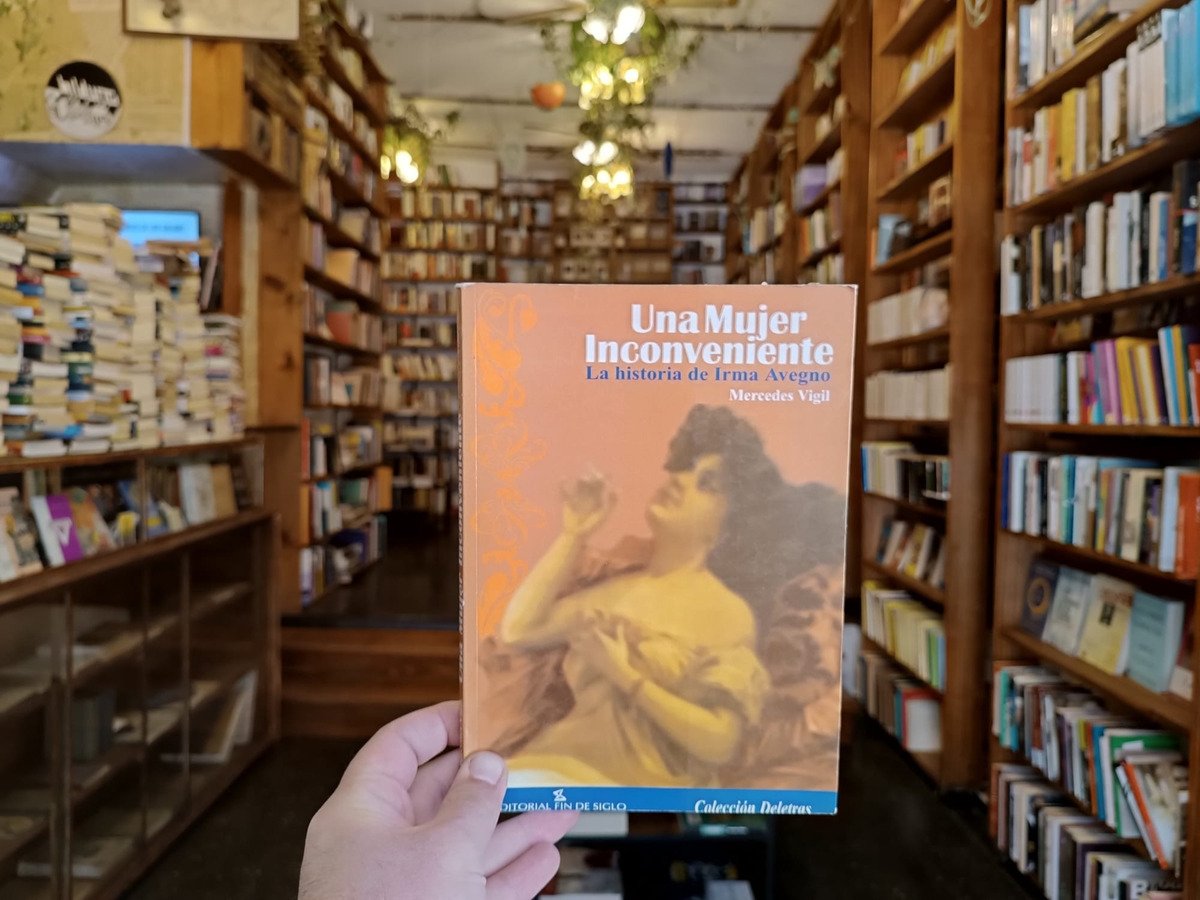 Una Mujer
Inconveniente
La historia de Irma Avegno
Mercedes Vigil
EDITORIAL FIN DE SIGLO
Colección Deletras